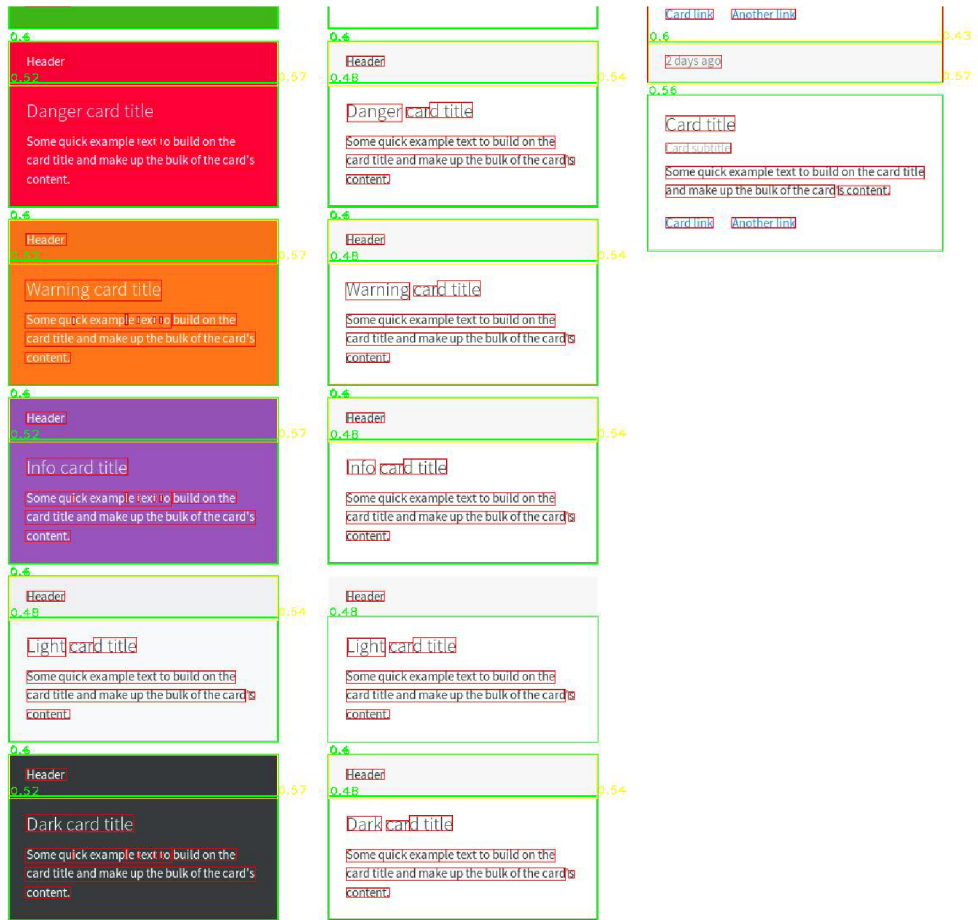 0.6
Header
0.52
0.57
Danger card title
Some quick example text to build on the
card title and make up the bulk of the card's
content.
0.6
Header
0.57
Warning card title
Some quick example text to build on the
card title and make up the bulk of the card's
content.
0.6
Header
0.52
0.57
Info card title
Some quick example text to build on the
card title and make up the bulk of the card's
content.
0.6
Header
0.48
0.54
Light card title
Some quick example text to build on the
card title and make up the bulk of the card's
content.
0.6
Header
0.52
0.57
Dark card title
Some quick example text to build on the
card title and make up the bulk of the card's
content.
0.6
Header
0.48
0.54
Danger card title
Some quick example text to build on the
card title and make up the bulk of the card's
content.
0.6
Header
0.48
0.54
Warning card title
Some quick example text to build on the
card title and make up the bulk of the card's
content.
0.6
Header
0.48
0.54
Info card title
Some quick example text to build on the
card title and make up the bulk of the card's
content.
Header
0.48
Light card title
Some quick example text to build on the
card title and make up the bulk of the card's
content.
0.6
Header
0.48
0.54
Dark card title
Some quick example text to build on the
card title and make up the bulk of the card's
content.
Card link Another link
0.6
0.43
2 days ago
0.57
0.56
Card title
Card subtitle
Some quick example text to build on the card title
and make up the bulk of the card's content.
Card link Another link